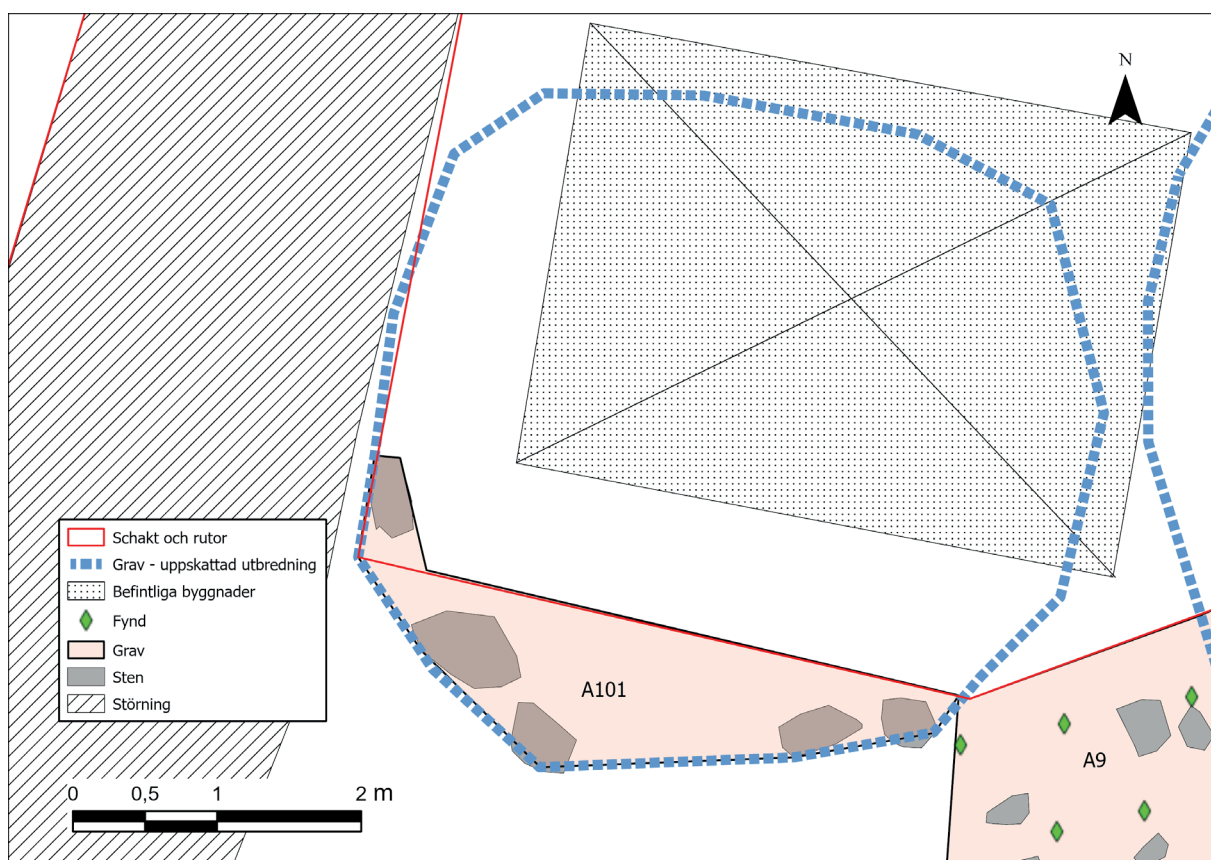 N
Schakt och rutor
Grav - uppskattad utbredning
Befintliga byggnader
Fynd
Grav
Sten
Störning
A101
A9
0 0,5 1 2 m